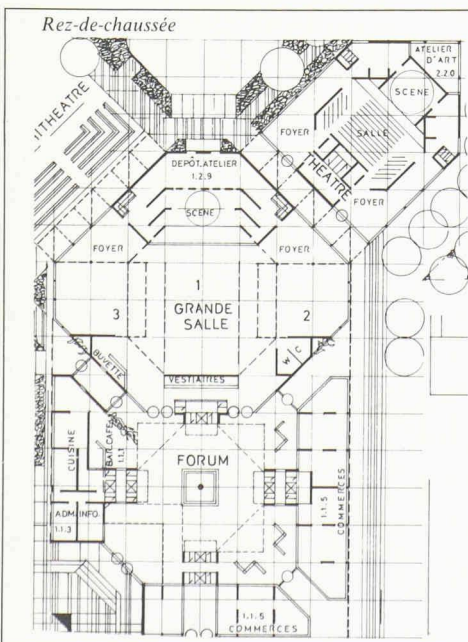 Rez-de-chaussée
ATELIER
D'ART
2.2.0
SCENE
FOYER
SALLE
THEATRE
FOYER
DEPÔT.ATELIER
1.2.9
SCENE
FOYER
FOYER
1
GRANDE
SALLE
3
2
BUVETTE
W C
VESTIAIRES
CUISINE
BAR.CAFE
1.1.1
FORUM
1.1.5
COMMERCES
ADM.INFO.
1.1.3
1.1.5
COMMERCES